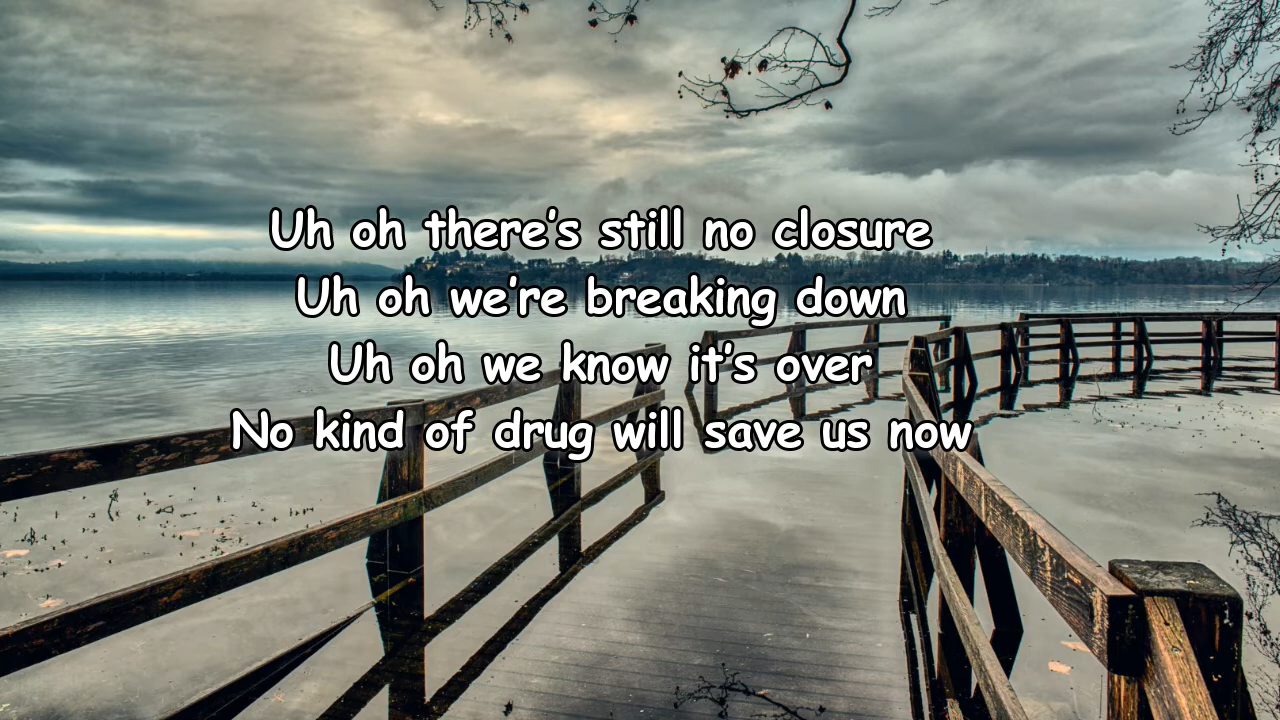 Uh oh there's still no closure
Uh oh we're breaking down
Uh oh we know it's over
No kind of drug will save us now